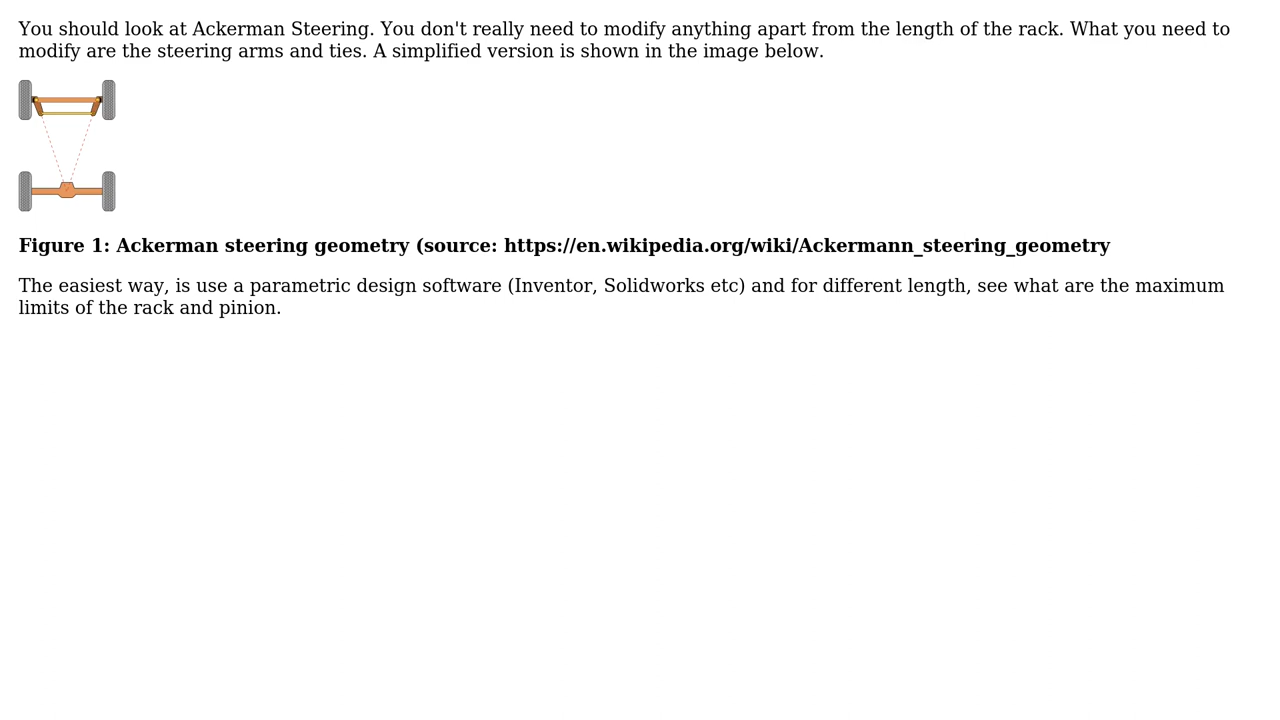 You should look at Ackerman Steering. You don't really need to modify anything apart from the length of the rack. What you need to
modify are the steering arms and ties. A simplified version is shown in the image below.
Figure 1: Ackerman steering geometry (source: https://en.wikipedia.org/wiki/Ackermann_steering_geometry
The easiest way, is use a parametric design software (Inventor, Solidworks etc) and for different length, see what are the maximum
limits of the rack and pinion.